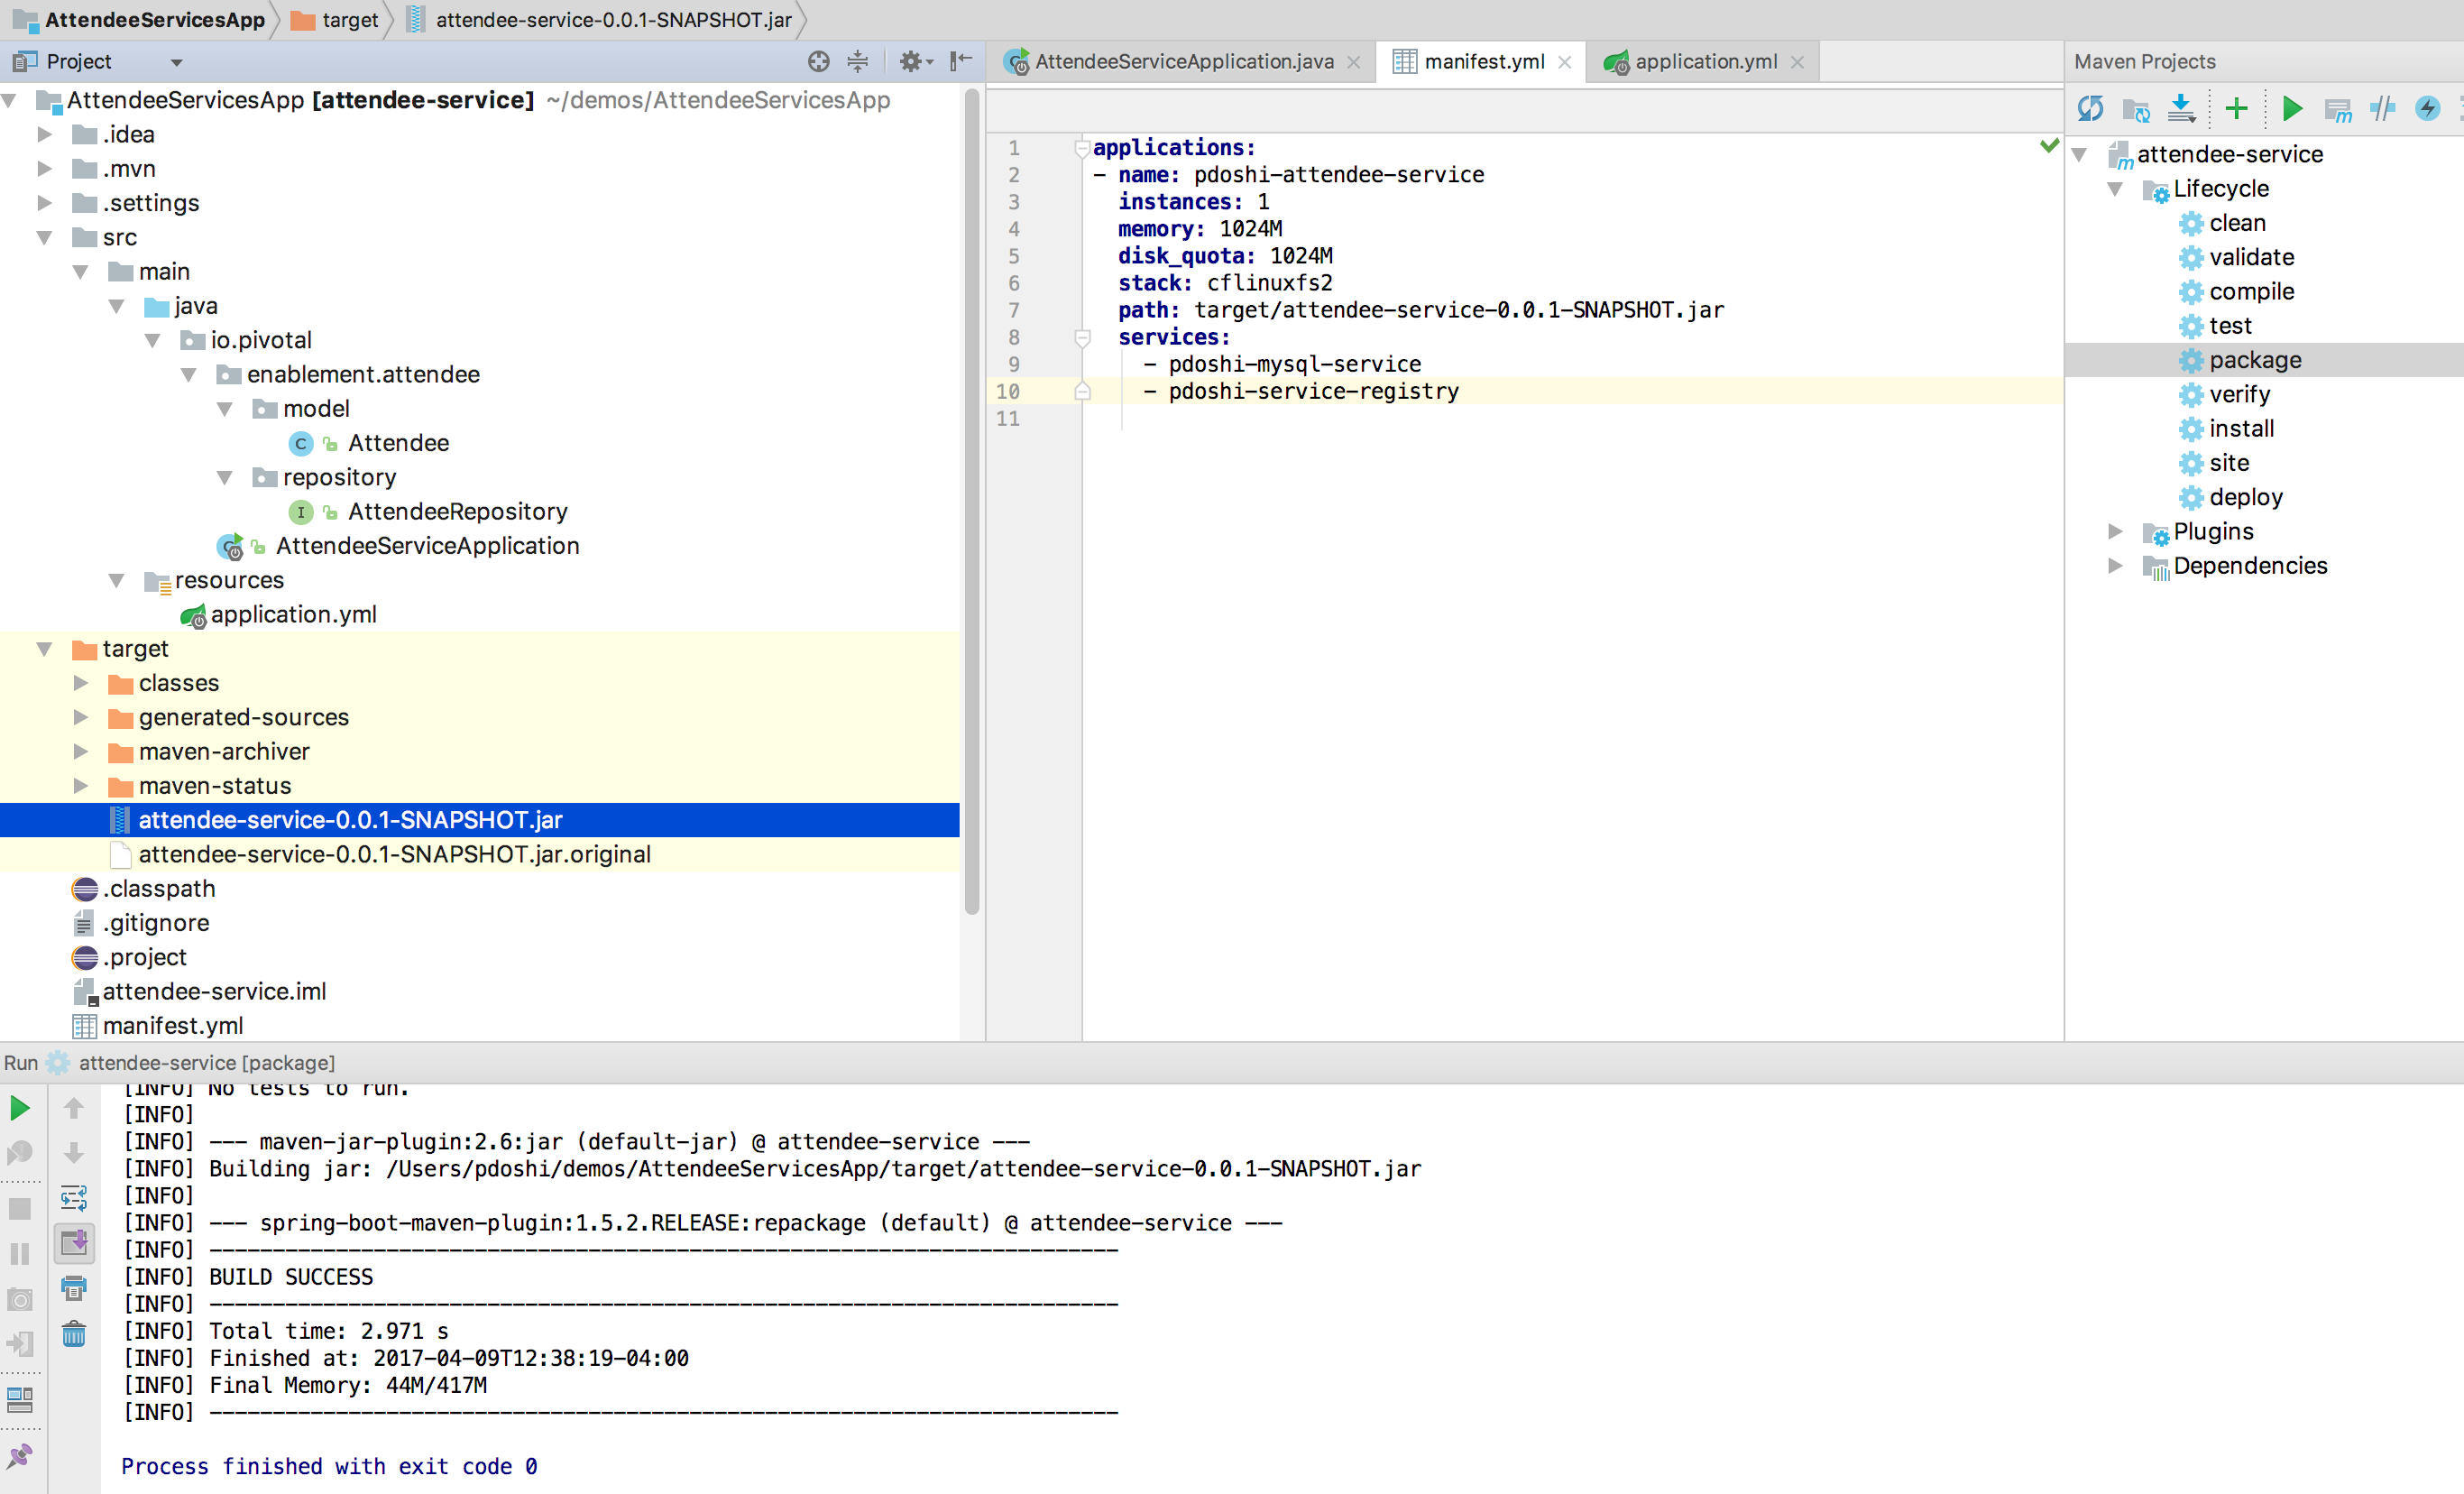 AttendeeServicesApp target attendee-service-0.0.1-SNAPSHOT.jar
Project
AttendeeServicesApp [attendee-service] ~/demos/AttendeeServicesApp
.idea
.mvn
.settings
src
main
java
io.pivotal
enablement.attendee
model
Attendee
repository
AttendeeRepository
AttendeeServiceApplication
resources
application.yml
target
classes
generated-sources
maven-archiver
maven-status
attendee-service-0.0.1-SNAPSHOT.jar
attendee-service-0.0.1-SNAPSHOT.jar.original
.classpath
.gitignore
.project
attendee-service.iml
manifest.yml
AttendeeServiceApplication.java manifest.yml application.yml
1 applications:
2 - name: pdoshi-attendee-service
3 instances: 1
4 memory: 1024M
5 disk_quota: 1024M
6 stack: cflinuxfs2
7 path: target/attendee-service-0.0.1-SNAPSHOT.jar
8 services:
9 - pdoshi-mysql-service
10 - pdoshi-service-registry
11
Maven Projects
attendee-service
Lifecycle
clean
validate
compile
test
package
verify
install
site
deploy
Plugins
Dependencies
Run attendee-service [package]
[INFO] No tests to run.
[INFO]
[INFO] --- maven-jar-plugin:2.6:jar (default-jar) @ attendee-service ---
[INFO] Building jar: /Users/pdoshi/demos/AttendeeServicesApp/target/attendee-service-0.0.1-SNAPSHOT.jar
[INFO]
[INFO] --- spring-boot-maven-plugin:1.5.2.RELEASE:repackage (default) @ attendee-service ---
[INFO] ------------------------------------------------------------------------
[INFO] BUILD SUCCESS
[INFO] ------------------------------------------------------------------------
[INFO] Total time: 2.971 s
[INFO] Finished at: 2017-04-09T12:38:19-04:00
[INFO] Final Memory: 44M/417M
[INFO] ------------------------------------------------------------------------
Process finished with exit code 0